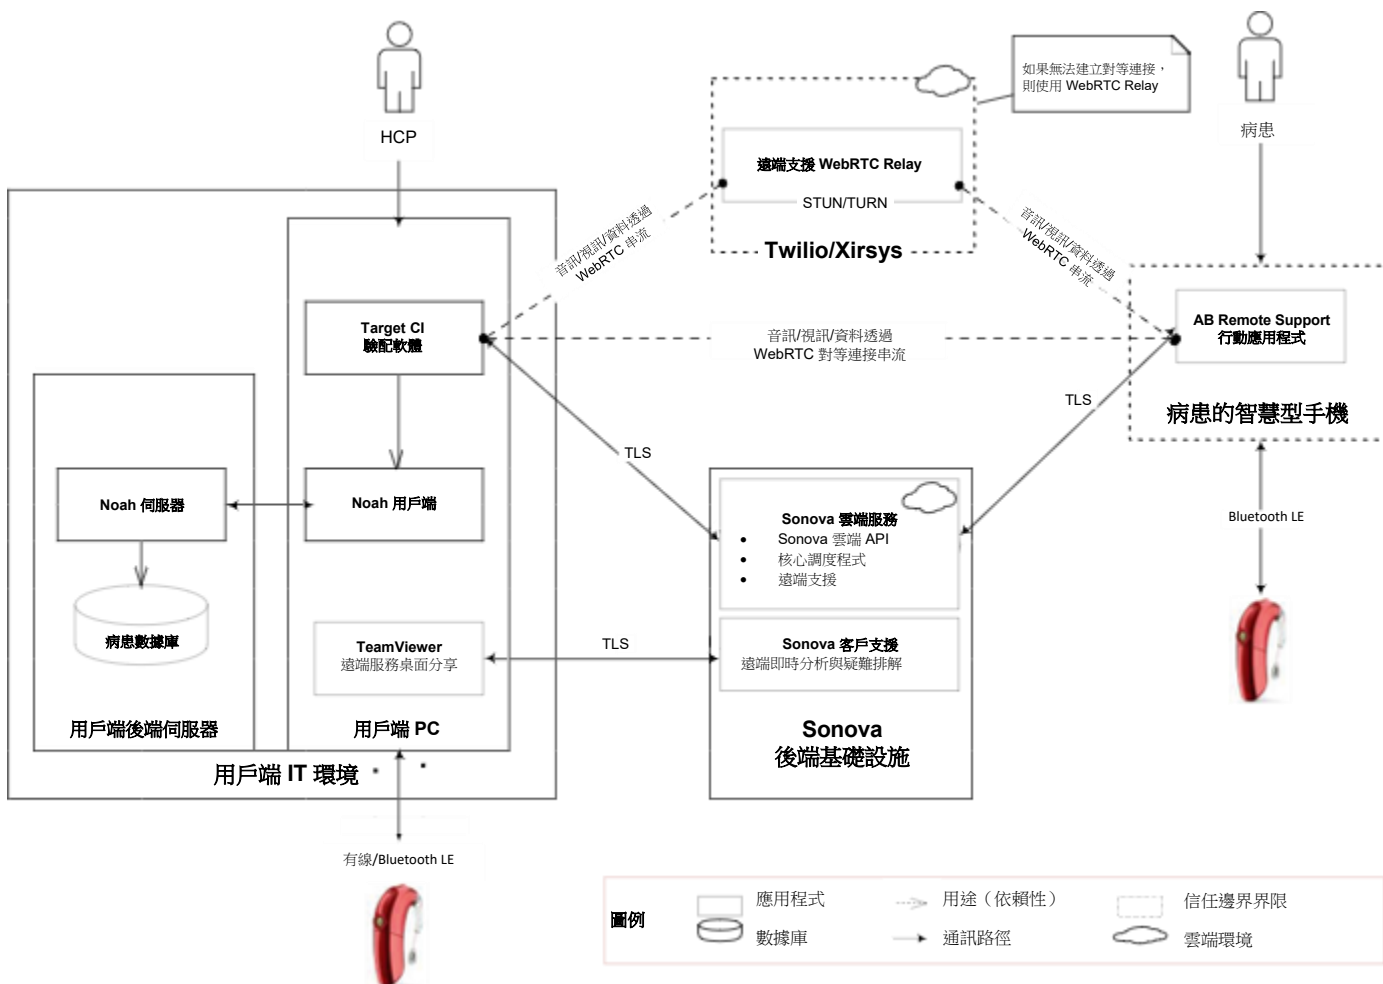 HCP
如果無法建立對等連接，
則使用 WebRTC Relay
病患
遠端支援 WebRTC Relay
STUN/TURN
Twilio/Xirsys
音訊/視訊/資料透過
WebRTC 串流
音訊/視訊/資料透過
WebRTC 串流
Target CI
驗配軟體
音訊/視訊/資料透過
WebRTC 對等連接串流
AB Remote Support
行動應用程式
病患的智慧型手機
TLS
TLS
Noah 伺服器
Noah 用戶端
Sonova 雲端服務
• Sonova 雲端 API
• 核心調度程式
• 遠端支援
Bluetooth LE
病患數據庫
TeamViewer
遠端服務桌面分享
TLS
Sonova 客戶支援
遠端即時分析與疑難排解
用戶端後端伺服器
用戶端 PC
Sonova
後端基礎設施
用戶端 IT 環境
有線/Bluetooth LE
圖例
應用程式
用途（依賴性）
信任邊界界限
數據庫
通訊路徑
雲端環境